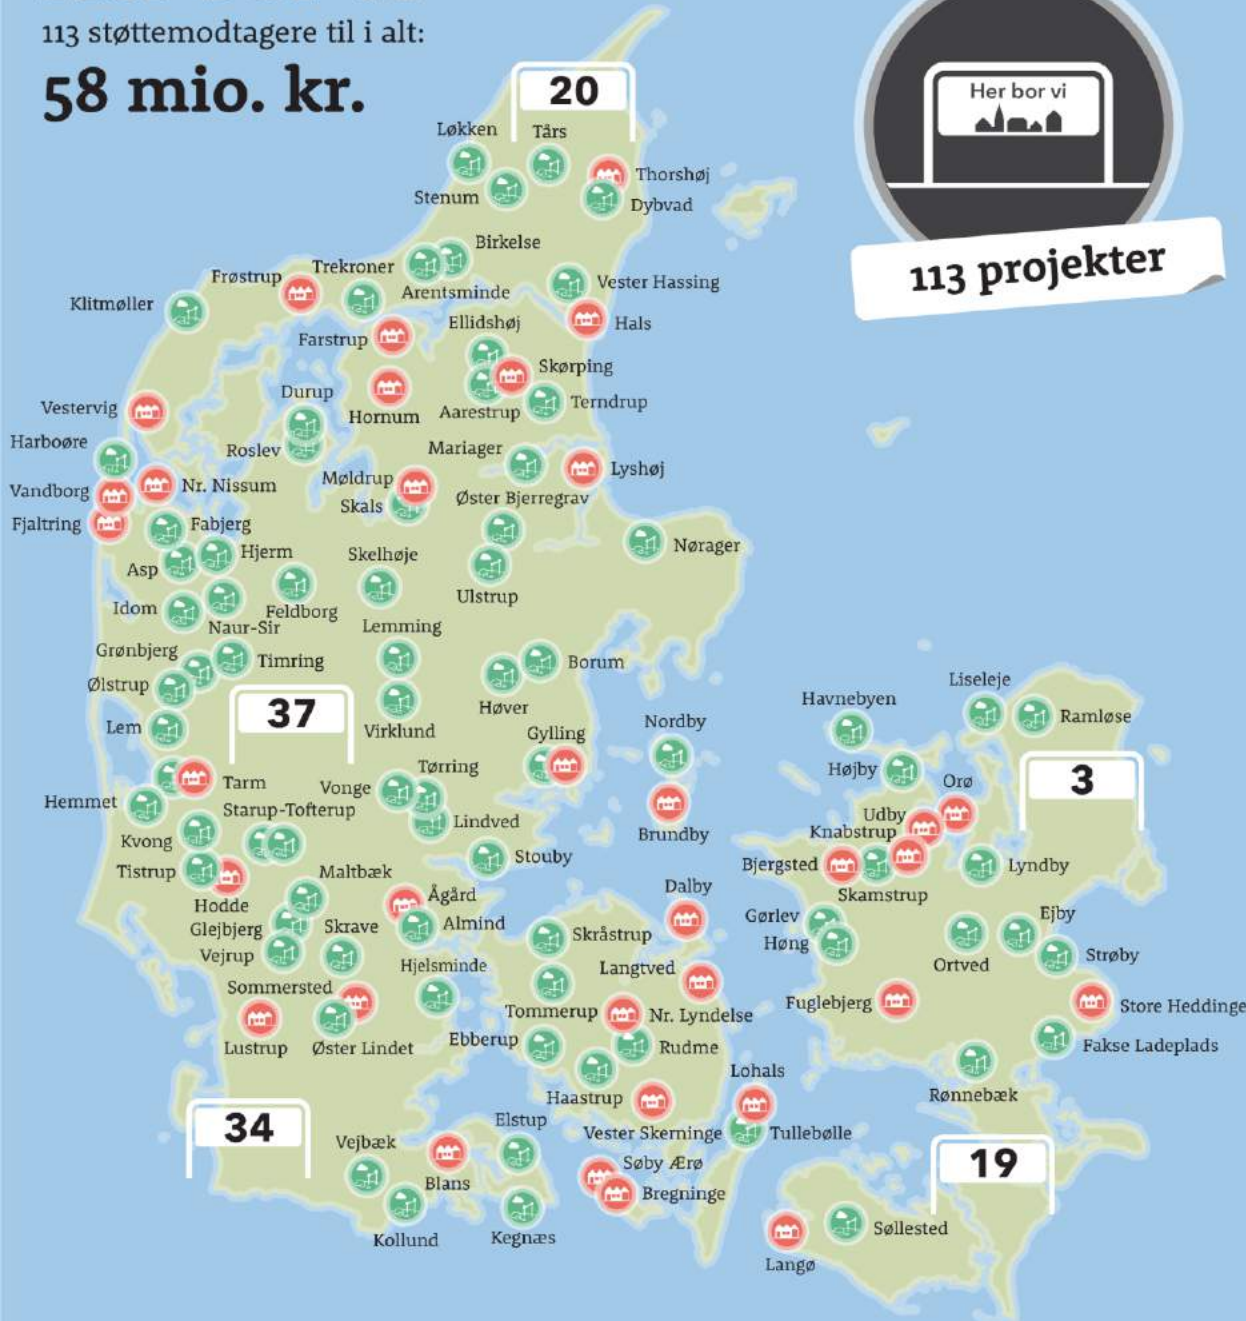 113 støttemodtagere til i alt:
58 mio. kr.
Her bor vi
113 projekter
20
Løkken
Tårs
Thorshøj
Stenum
Dybvad
Birkelse
Trekroner
Frøstrup
Arentsminde
Vester Hassing
Klitmøller
Ellidshøj
Hals
Farstrup
Skørping
Durup
Terndrup
Vestervig
Hornum
Aarestrup
Harboøre
Roslev
Mariager
Lyshøj
Møldrup
Vandborg
Nr. Nissum
Skals
Øster Bjerregrav
Fjaltring
Fabjerg
Nørager
Hjerm
Skelhøje
Asp
Ulstrup
Idom
Feldborg
Naur-Sir
Lemming
Grønbjerg
Timring
Borum
Ølstrup
Høver
37
Lem
Virklund
Gylling
Nordby
Havnebyen
Liseleje
Ramløse
3
Højby
Orø
Tørring
Tarm
Vonge
Hemmet
Starup-Tofterup
Lindved
Brundby
Udby
Knabstrup
Kvong
Stouby
Bjergsted
Lyndby
Tistrup
Maltbæk
Skamstrup
Ågård
Dalby
Hodde
Glejbjerg
Skrave
Almind
Gørlev
Ejby
Skråstrup
Høng
Vejrup
Ortved
Strøby
Hjelsminde
Langtved
Sommersted
Fuglebjerg
Store Heddinge
Tommerup
Nr. Lyndelse
Lustrup
Øster Lindet
Ebberup
Rudme
Fakse Ladeplads
Lohals
Haastrup
Rønnebæk
34
Elstup
Vester Skerninge
Tullebølle
Vejbæk
Søby Ærø
19
Blans
Bregninge
Kollund
Kegnæs
Søllested
Langø